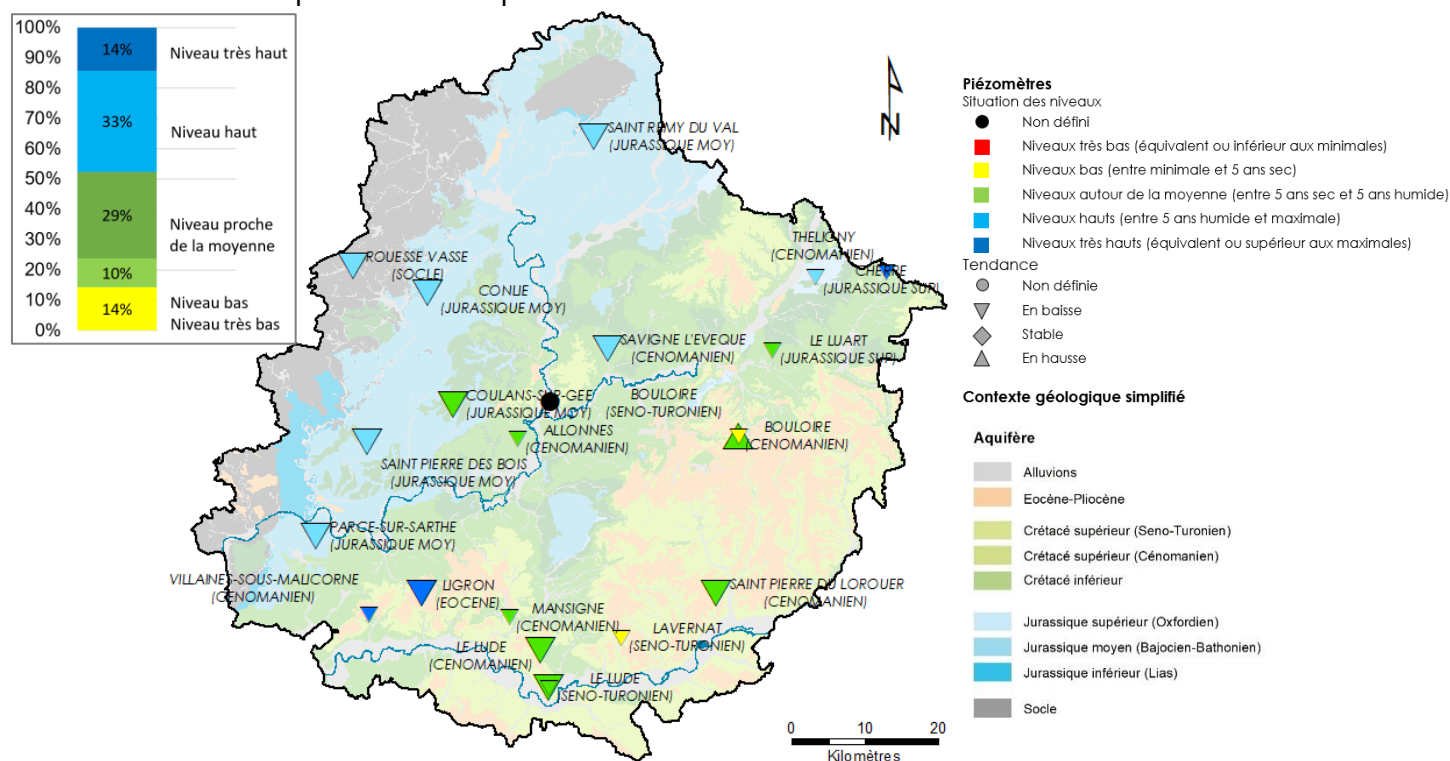 100%
90%
80%
70%
60%
50%
40%
30%
20%
10%
0%
14%
33%
29%
10%
14%
Niveau très haut
Niveau haut
Niveau proche
de la moyenne
Niveau bas
Niveau très bas
SAINT REMY DU VAL
(JURASSIQUE MOY)
ROUESSE VASSE
(SOCLE)
CONLIE
(JURASSIQUE MOY)
THELIGNY
(CENOMANIEN)
CHERRE
(JURASSIQUE SUP)
SAVIGNE L'EVEQUE
(CENOMANIEN)
LE LUART
(JURASSIQUE SUP)
COULANS-SUR-GEE
(JURASSIQUE MOY)
BOULOIRE
(SENO-TURONIEN)
ALLONNES
(CENOMANIEN)
BOULOIRE
(CENOMANIEN)
SAINT PIERRE DES BOIS
(JURASSIQUE MOY)
PARCE-SUR-SARTHE
(JURASSIQUE MOY)
VILLAINES-SOUS-MALICORNE
(CENOMANIEN)
LIGRON
(EOCENE)
SAINT PIERRE DU LOROUER
(CENOMANIEN)
MANSIGNE
(CENOMANIEN)
LAVERNAT
(SENO-TURONIEN)
LE LUDE
(CENOMANIEN)
LE LUDE
(SENO-TURONIEN)
N
0 10 20
Kilomètres
Piézomètres
Situation des niveaux
Non défini
Niveaux très bas (équivalent ou inférieur aux minimales)
Niveaux bas (entre minimale et 5 ans sec)
Niveaux autour de la moyenne (entre 5 ans sec et 5 ans humide)
Niveaux hauts (entre 5 ans humide et maximale)
Niveaux très hauts (équivalent ou supérieur aux maximales)
Tendance
Non définie
En baisse
Stable
En hausse
Contexte géologique simplifié
Aquifère
Alluvions
Eocène-Pliocène
Crétacé supérieur (Seno-Turonien)
Crétacé supérieur (Cénomanien)
Crétacé inférieur
Jurassique supérieur (Oxfordien)
Jurassique moyen (Bajocien-Bathonien)
Jurassique inférieur (Lias)
Socle